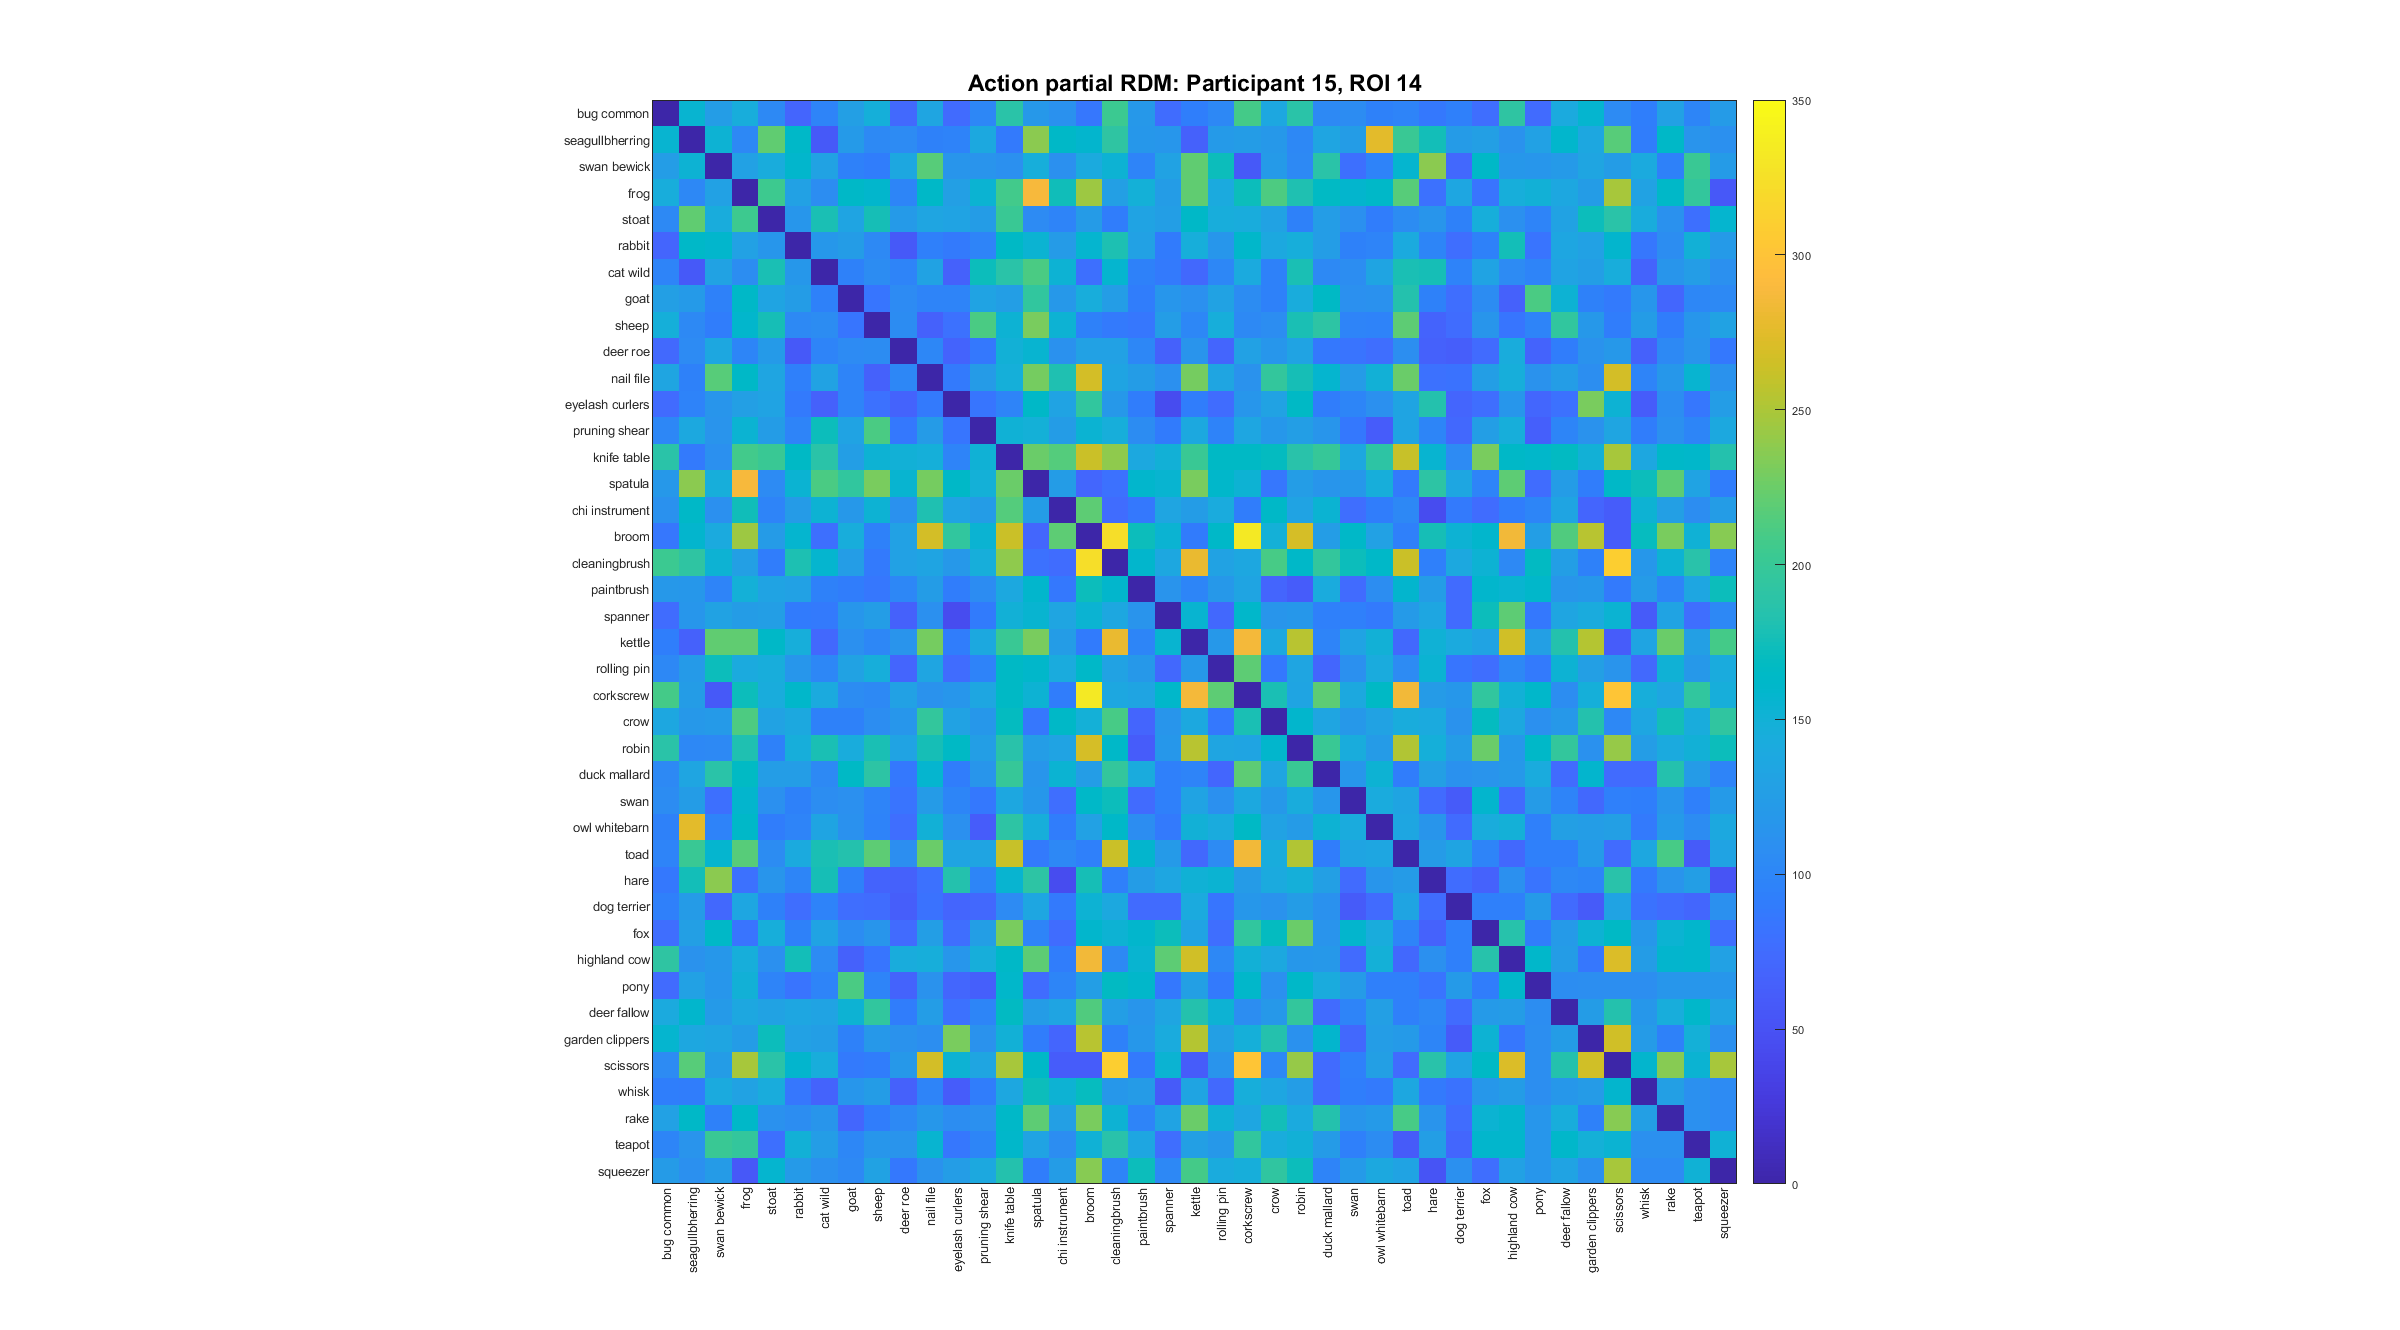 Action partial RDM: Participant 15, ROI 14
bug common
seagullbherring
swan bewick
frog
stoat
rabbit
cat wild
goat
sheep
deer roe
nail file
eyelash curlers
pruning shear
knife table
spatula
chi instrument
broom
cleaningbrush
paintbrush
spanner
kettle
rolling pin
corkscrew
crow
robin
duck mallard
swan
owl whitebarn
toad
hare
dog terrier
fox
highland cow
pony
deer fallow
garden clippers
scissors
whisk
rake
teapot
squeezer
bug common
seagullbherring
swan bewick
frog
stoat
rabbit
cat wild
goat
sheep
deer roe
nail file
eyelash curlers
pruning shear
knife table
spatula
chi instrument
broom
cleaningbrush
paintbrush
spanner
kettle
rolling pin
corkscrew
crow
robin
duck mallard
swan
owl whitebarn
toad
hare
dog terrier
fox
highland cow
pony
deer fallow
garden clippers
scissors
whisk
rake
teapot
squeezer
350
300
250
200
150
100
50
0